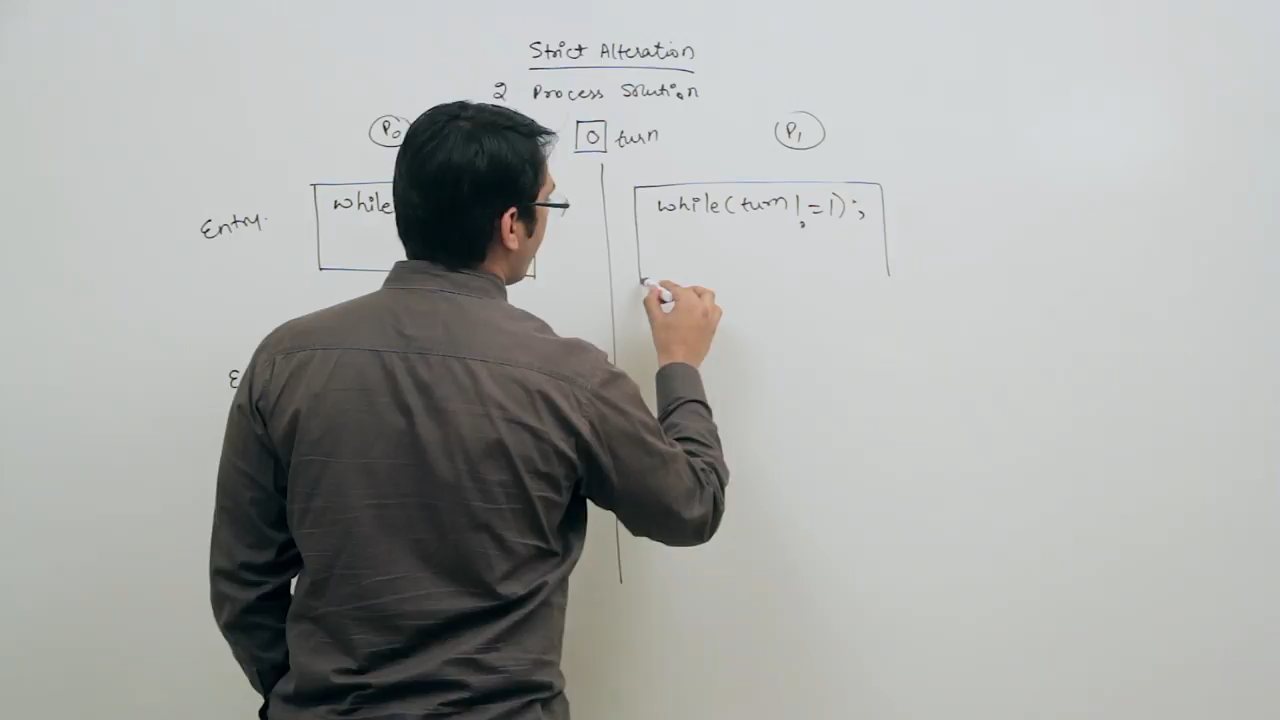 Strict Alteration
2 Process Solution
P0
0 turn
P1
Entry.
while
while(turn != 1);
E